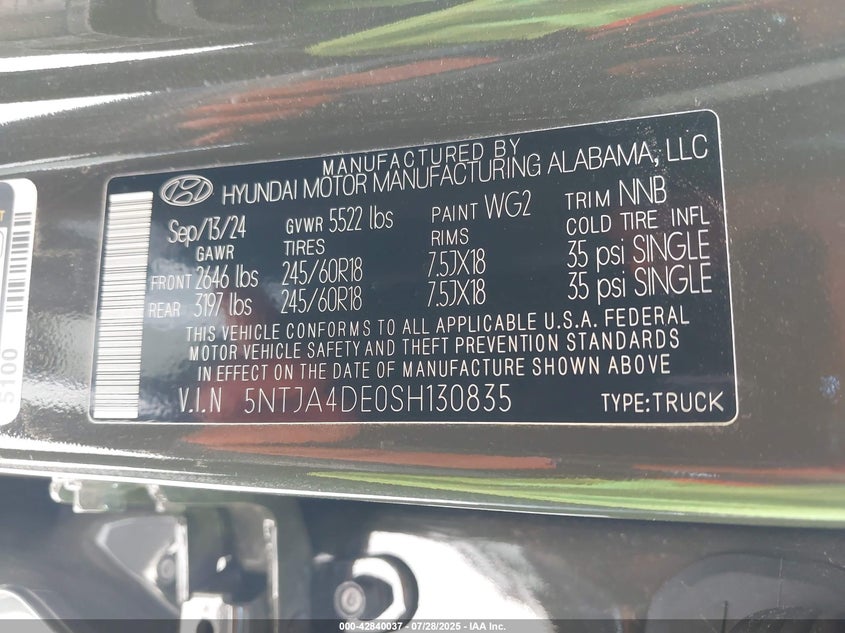 MANUFACTURED BY
HYUNDAI MOTOR MANUFACTURING ALABAMA, LLC
Sep/13/24 GVWR 5522 lbs PAINT WG2 TRIM NNB
GAWR TIRES RIMS COLD TIRE INFL
FRONT 2646 lbs 245/60R18 7.5JX18 35 psi SINGLE
REAR 3197 lbs 245/60R18 7.5JX18 35 psi SINGLE
THIS VEHICLE CONFORMS TO ALL APPLICABLE U.S.A. FEDERAL
MOTOR VEHICLE SAFETY AND THEFT PREVENTION STANDARDS
IN EFFECT ON THE DATE OF MANUFACTURE SHOWN ABOVE
V.I.N 5NTJA4DE0SH130835 TYPE:TRUCK
5100
000-42840037 - 07/28/2025 - IAA Inc.